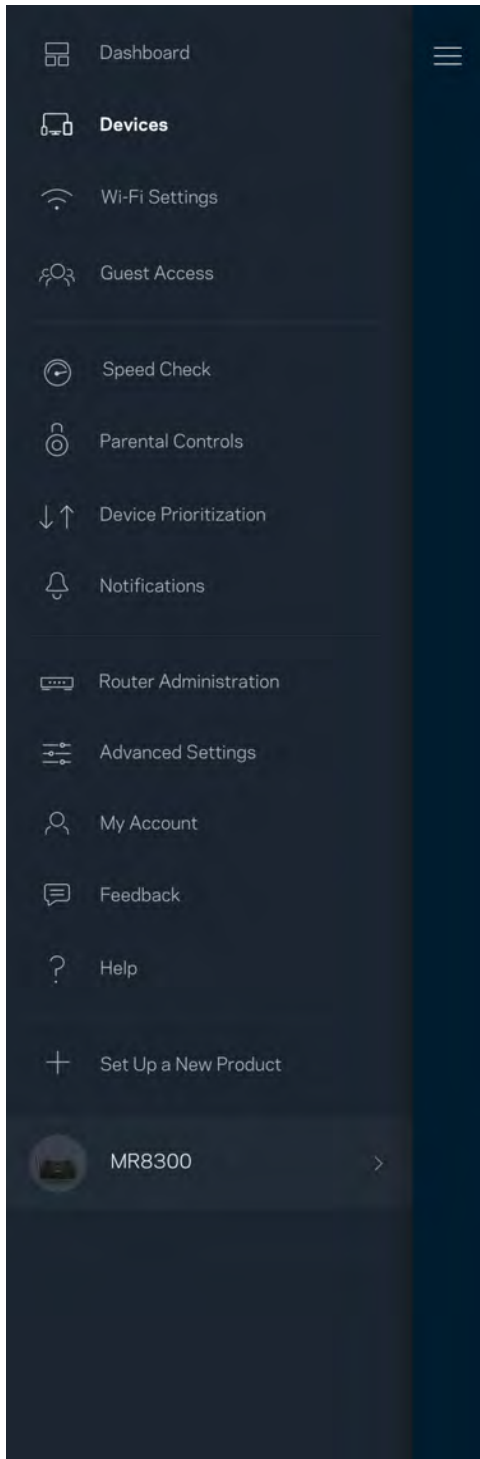 Dashboard
Devices
Wi-Fi Settings
Guest Access
Speed Check
Parental Controls
Device Prioritization
Notifications
Router Administration
Advanced Settings
My Account
Feedback
Help
Set Up a New Product
MR8300